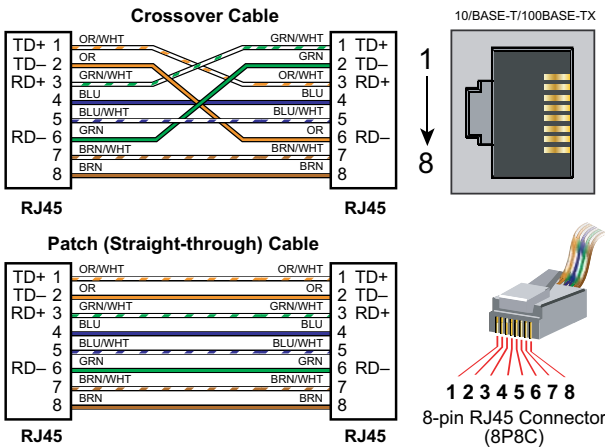 Crossover Cable
10/BASE-T/100BASE-TX
TD+ 1 OR/WHT GRN/WHT 1 TD+
TD– 2 OR GRN 2 TD–
RD+ 3 GRN/WHT OR/WHT 3 RD+
4 BLU BLU 4
5 BLU/WHT BLU/WHT 5
RD– 6 GRN OR 6 RD–
7 BRN/WHT BRN/WHT 7
8 BRN BRN 8
RJ45 RJ45
1
8
Patch (Straight-through) Cable
TD+ 1 OR/WHT OR/WHT 1 TD+
TD– 2 OR OR 2 TD–
RD+ 3 GRN/WHT GRN/WHT 3 RD+
4 BLU BLU 4
5 BLU/WHT BLU/WHT 5
RD– 6 GRN GRN 6 RD–
7 BRN/WHT BRN/WHT 7
8 BRN BRN 8
RJ45 RJ45
1 2 3 4 5 6 7 8
8-pin RJ45 Connector
(8P8C)